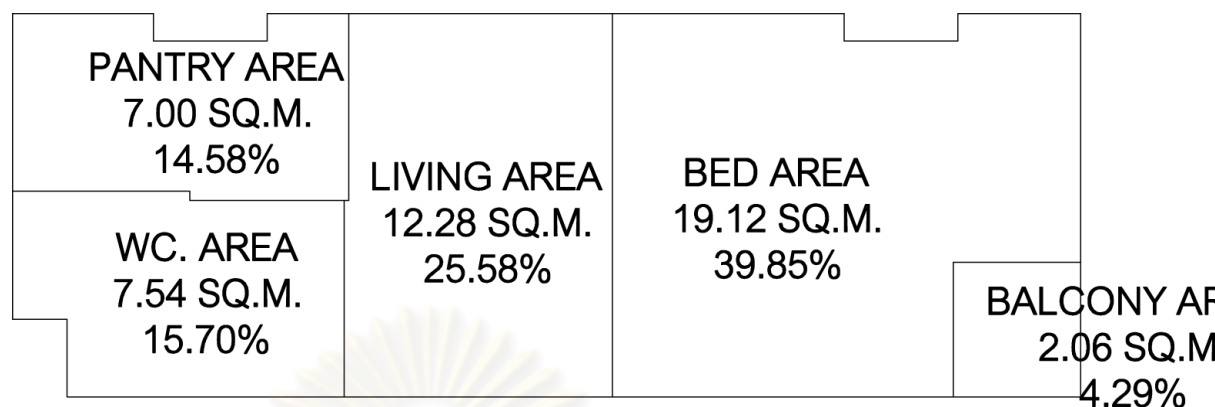 PANTRY AREA
7.00 SQ.M.
14.58%
LIVING AREA
12.28 SQ.M.
25.58%
BED AREA
19.12 SQ.M.
39.85%
WC. AREA
7.54 SQ.M.
15.70%
BALCONY AR
2.06 SQ.M
4.29%